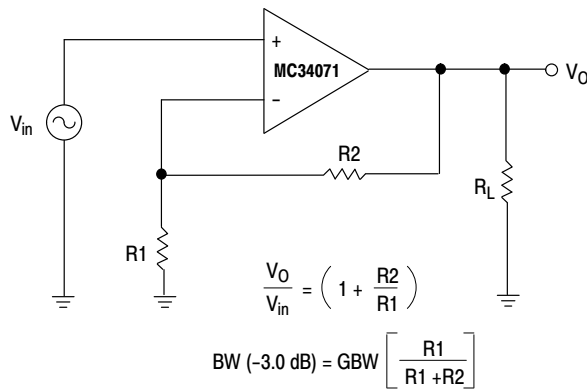 +
MC34071
−
V_O
V_in
R2
R_L
R1
V_O / V_in = ( 1 + R2 / R1 )
BW (−3.0 dB) = GBW [ R1 / R1 +R2 ]